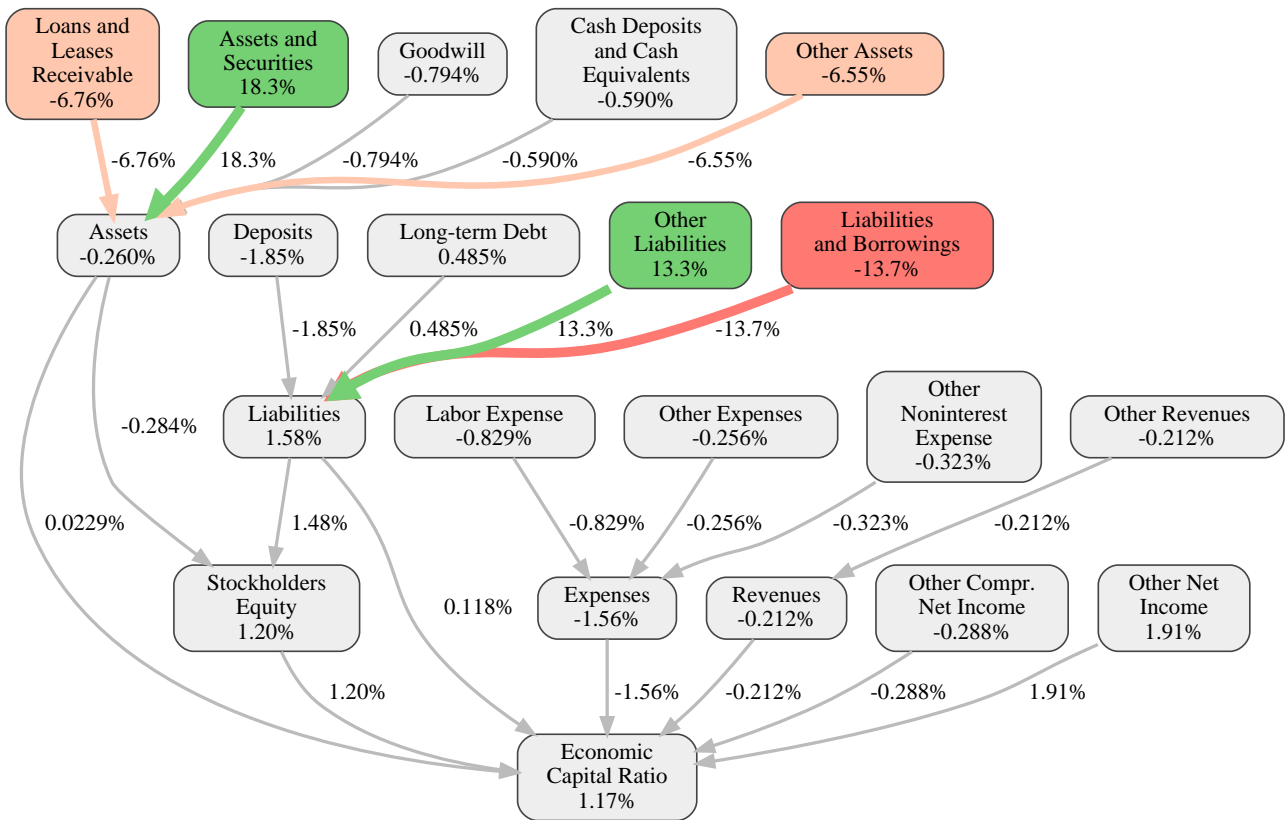 Loans and
Leases
Receivable
-6.76%
Assets and
Securities
18.3%
Goodwill
-0.794%
Cash Deposits
and Cash
Equivalents
-0.590%
Other Assets
-6.55%
-6.76%
18.3%
-0.794%
-0.590%
-6.55%
Assets
-0.260%
Deposits
-1.85%
Long-term Debt
0.485%
Other
Liabilities
13.3%
Liabilities
and Borrowings
-13.7%
-1.85%
0.485%
13.3%
-13.7%
-0.284%
Liabilities
1.58%
Labor Expense
-0.829%
Other Expenses
-0.256%
Other
Noninterest
Expense
-0.323%
Other Revenues
-0.212%
0.0229%
1.48%
-0.829%
-0.256%
-0.323%
-0.212%
Stockholders
Equity
1.20%
0.118%
Expenses
-1.56%
Revenues
-0.212%
Other Compr.
Net Income
-0.288%
Other Net
Income
1.91%
1.20%
-1.56%
-0.212%
-0.288%
1.91%
Economic
Capital Ratio
1.17%